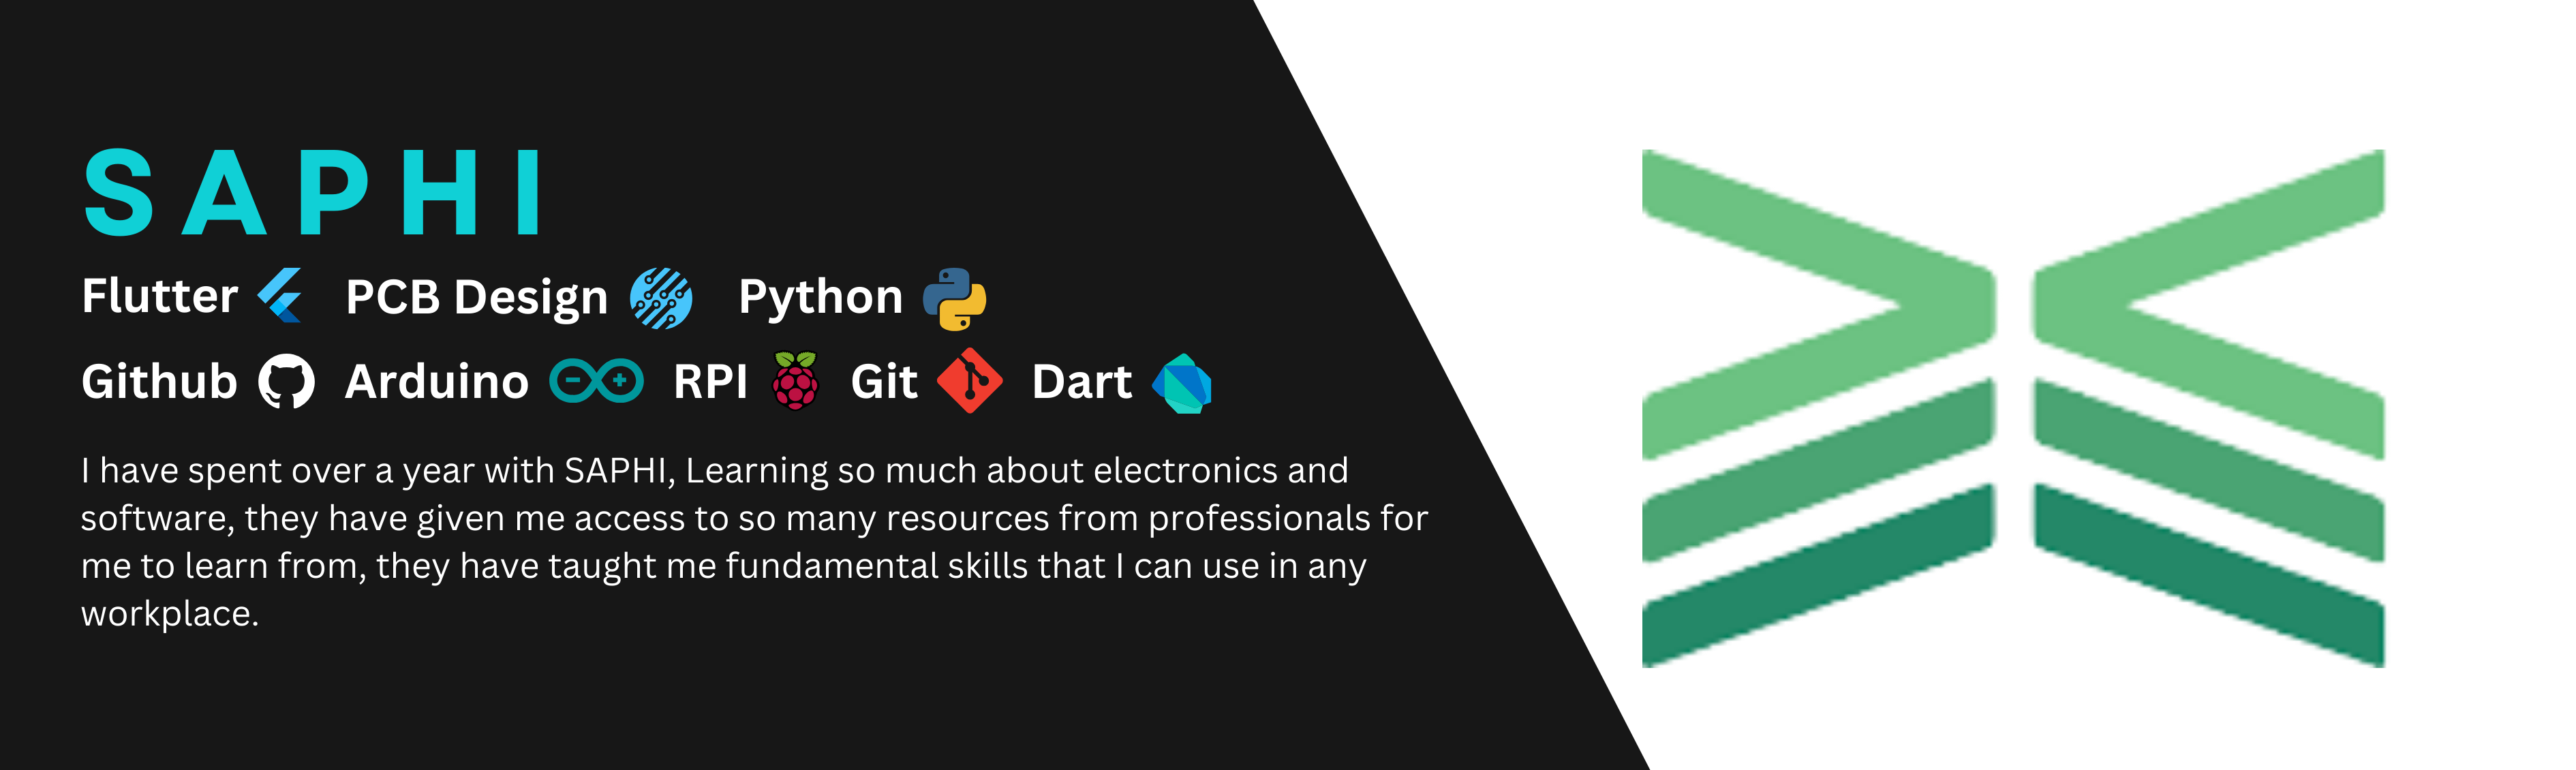 SAPHI
Flutter PCB Design Python
Github Arduino RPI Git Dart
I have spent over a year with SAPHI, Learning so much about electronics and
software, they have given me access to so many resources from professionals for
me to learn from, they have taught me fundamental skills that I can use in any
workplace.